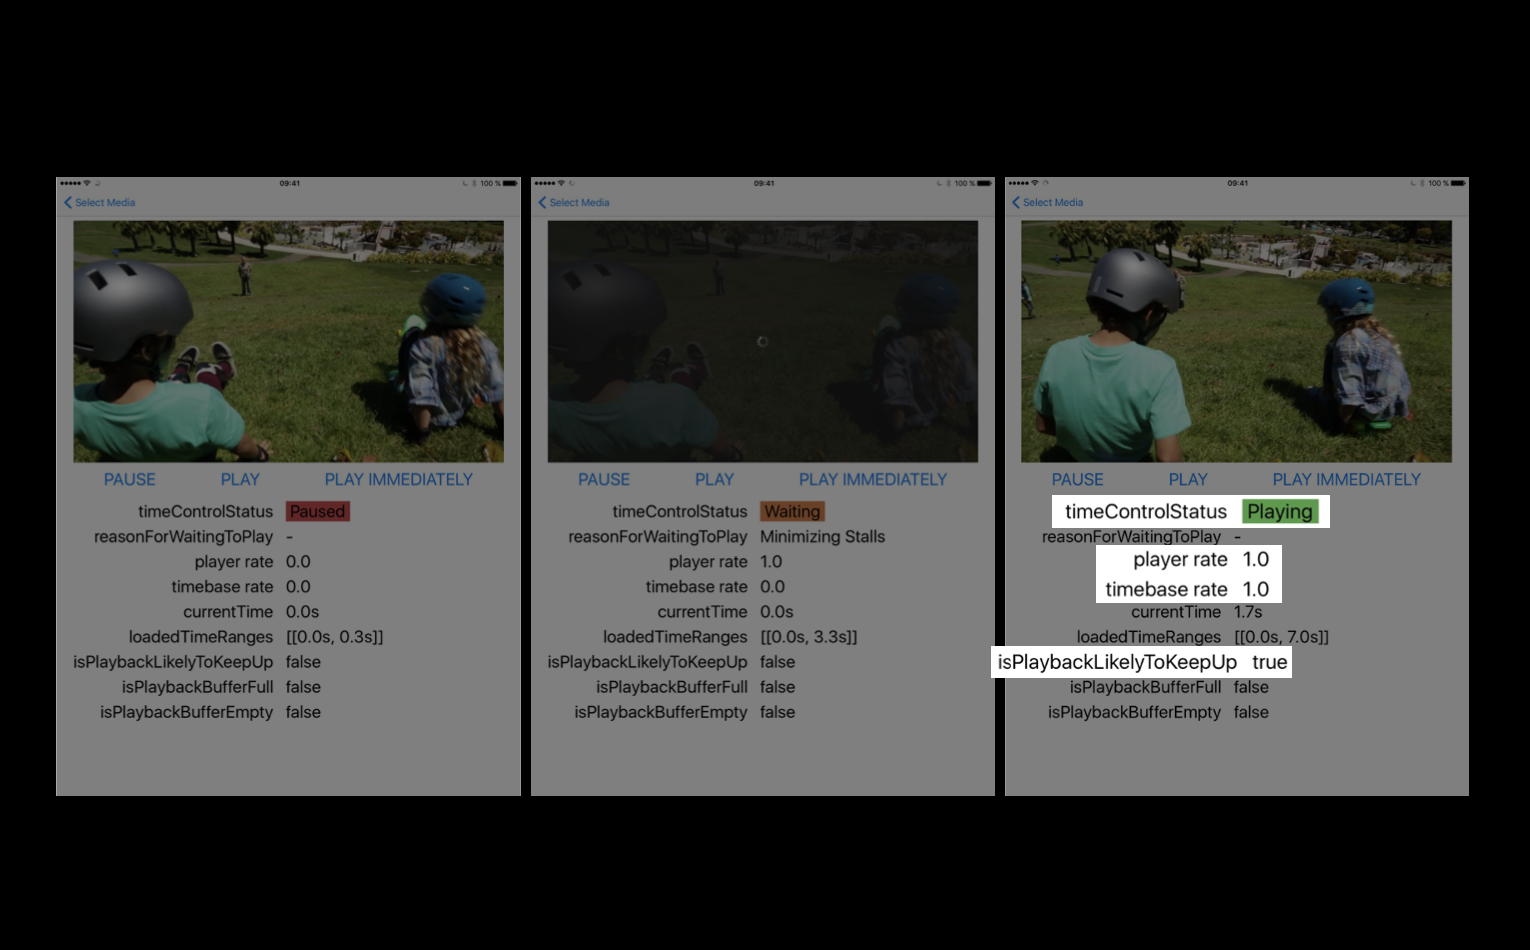 09:41
100 %
Select Media
PAUSE PLAY PLAY IMMEDIATELY
timeControlStatus Paused
reasonForWaitingToPlay -
player rate 0.0
timebase rate 0.0
currentTime 0.0s
loadedTimeRanges [[0.0s, 0.3s]]
isPlaybackLikelyToKeepUp false
isPlaybackBufferFull false
isPlaybackBufferEmpty false
09:41
100 %
Select Media
PAUSE PLAY PLAY IMMEDIATELY
timeControlStatus Waiting
reasonForWaitingToPlay Minimizing Stalls
player rate 1.0
timebase rate 0.0
currentTime 0.0s
loadedTimeRanges [[0.0s, 3.3s]]
isPlaybackLikelyToKeepUp false
isPlaybackBufferFull false
isPlaybackBufferEmpty false
09:41
100 %
Select Media
PAUSE PLAY PLAY IMMEDIATELY
timeControlStatus Playing
reasonForWaitingToPlay -
player rate 1.0
timebase rate 1.0
currentTime 1.7s
loadedTimeRanges [[0.0s, 7.0s]]
isPlaybackLikelyToKeepUp true
isPlaybackBufferFull false
isPlaybackBufferEmpty false